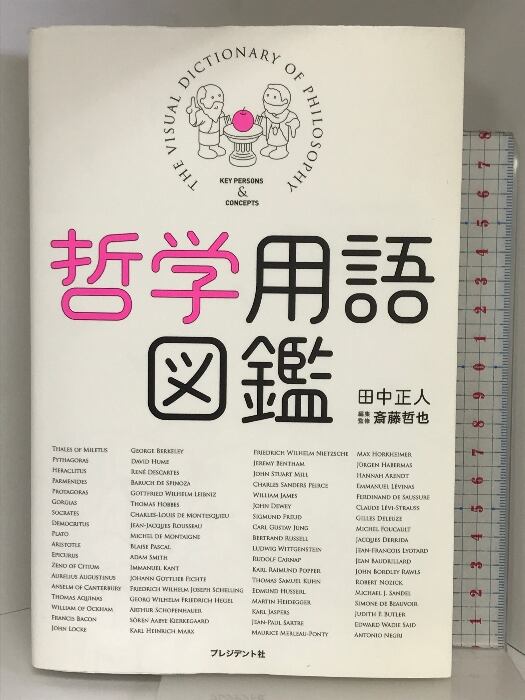 THE VISUAL DICTIONARY OF PHILOSOPHY
KEY PERSONS
&
CONCEPTS
哲学用語
図鑑
田中正人
編集
監修
斎藤哲也
THALES OF MILETUS
PYTHAGORAS
HERACLITUS
PARMENIDES
PROTAGORAS
GORGIAS
SOCRATES
DEMOCRITUS
PLATO
ARISTOTLE
EPICURUS
ZENO OF CITIUM
AURELIUS AUGUSTINUS
ANSELM OF CANTERBURY
THOMAS AQUINAS
WILLIAM OF OCKHAM
FRANCIS BACON
JOHN LOCKE
GEORGE BERKELEY
DAVID HUME
RENÉ DESCARTES
BARUCH DE SPINOZA
GOTTFRIED WILHELM LEIBNIZ
THOMAS HOBBES
CHARLES-LOUIS DE MONTESQUIEU
JEAN-JACQUES ROUSSEAU
MICHEL DE MONTAIGNE
BLAISE PASCAL
ADAM SMITH
IMMANUEL KANT
JOHANN GOTTLIEB FICHTE
FRIEDRICH WILHELM JOSEPH SCHELLING
GEORG WILHELM FRIEDRICH HEGEL
ARTHUR SCHOPENHAUER
SÖREN AABYE KIERKEGAARD
KARL HEINRICH MARX
FRIEDRICH WILHELM NIETZSCHE
JEREMY BENTHAM
JOHN STUART MILL
CHARLES SANDERS PEIRCE
WILLIAM JAMES
JOHN DEWEY
SIGMUND FREUD
CARL GUSTAV JUNG
BERTRAND RUSSELL
LUDWIG WITTGENSTEIN
RUDOLF CARNAP
KARL RAIMUND POPPER
THOMAS SAMUEL KUHN
EDMUND HUSSERL
MARTIN HEIDEGGER
KARL JASPERS
JEAN-PAUL SARTRE
MAURICE MERLEAU-PONTY
MAX HORKHEIMER
JÜRGEN HABERMAS
HANNAH ARENDT
EMMANUEL LÉVINAS
FERDINAND DE SAUSSURE
CLAUDE LÉVI-STRAUSS
GILLES DELEUZE
MICHEL FOUCAULT
JACQUES DERRIDA
JEAN-FRANCOIS LYOTARD
JEAN BAUDRILLARD
JOHN BORDLEY RAWLS
ROBERT NOZICK
MICHAEL J. SANDEL
SIMONE DE BEAUVOIR
JUDITH P. BUTLER
EDWARD WADIE SAID
ANTONIO NEGRI
プレジデント社